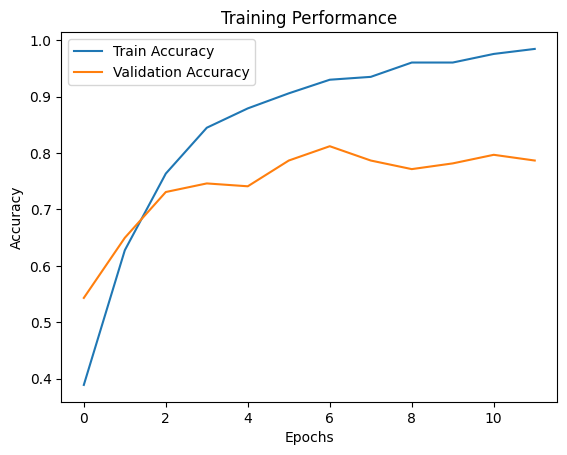 Training Performance
Train Accuracy
Validation Accuracy
1.0
0.9
0.8
0.7
0.6
0.5
0.4
Accuracy
0 2 4 6 8 10
Epochs